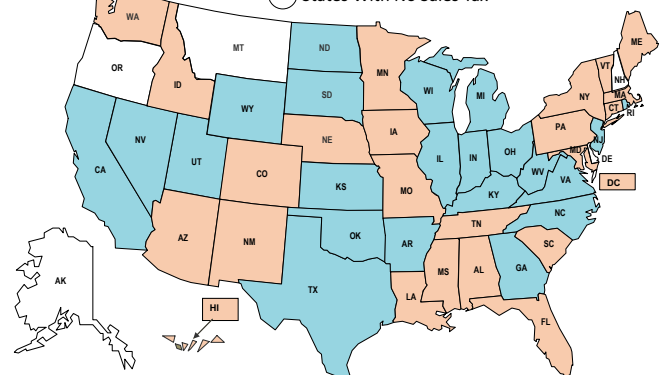 States With No Sales Tax
WA
MT
ND
MN
ME
OR
ID
SD
WI
MI
VT
NH
WY
NY
MA
CT
RI
NV
NE
IA
PA
NJ
CA
UT
CO
KS
MO
IL
IN
OH
MD
DE
WV
VA
DC
KY
AZ
NM
OK
AR
TN
NC
SC
MS
AL
GA
AK
TX
LA
HI
FL